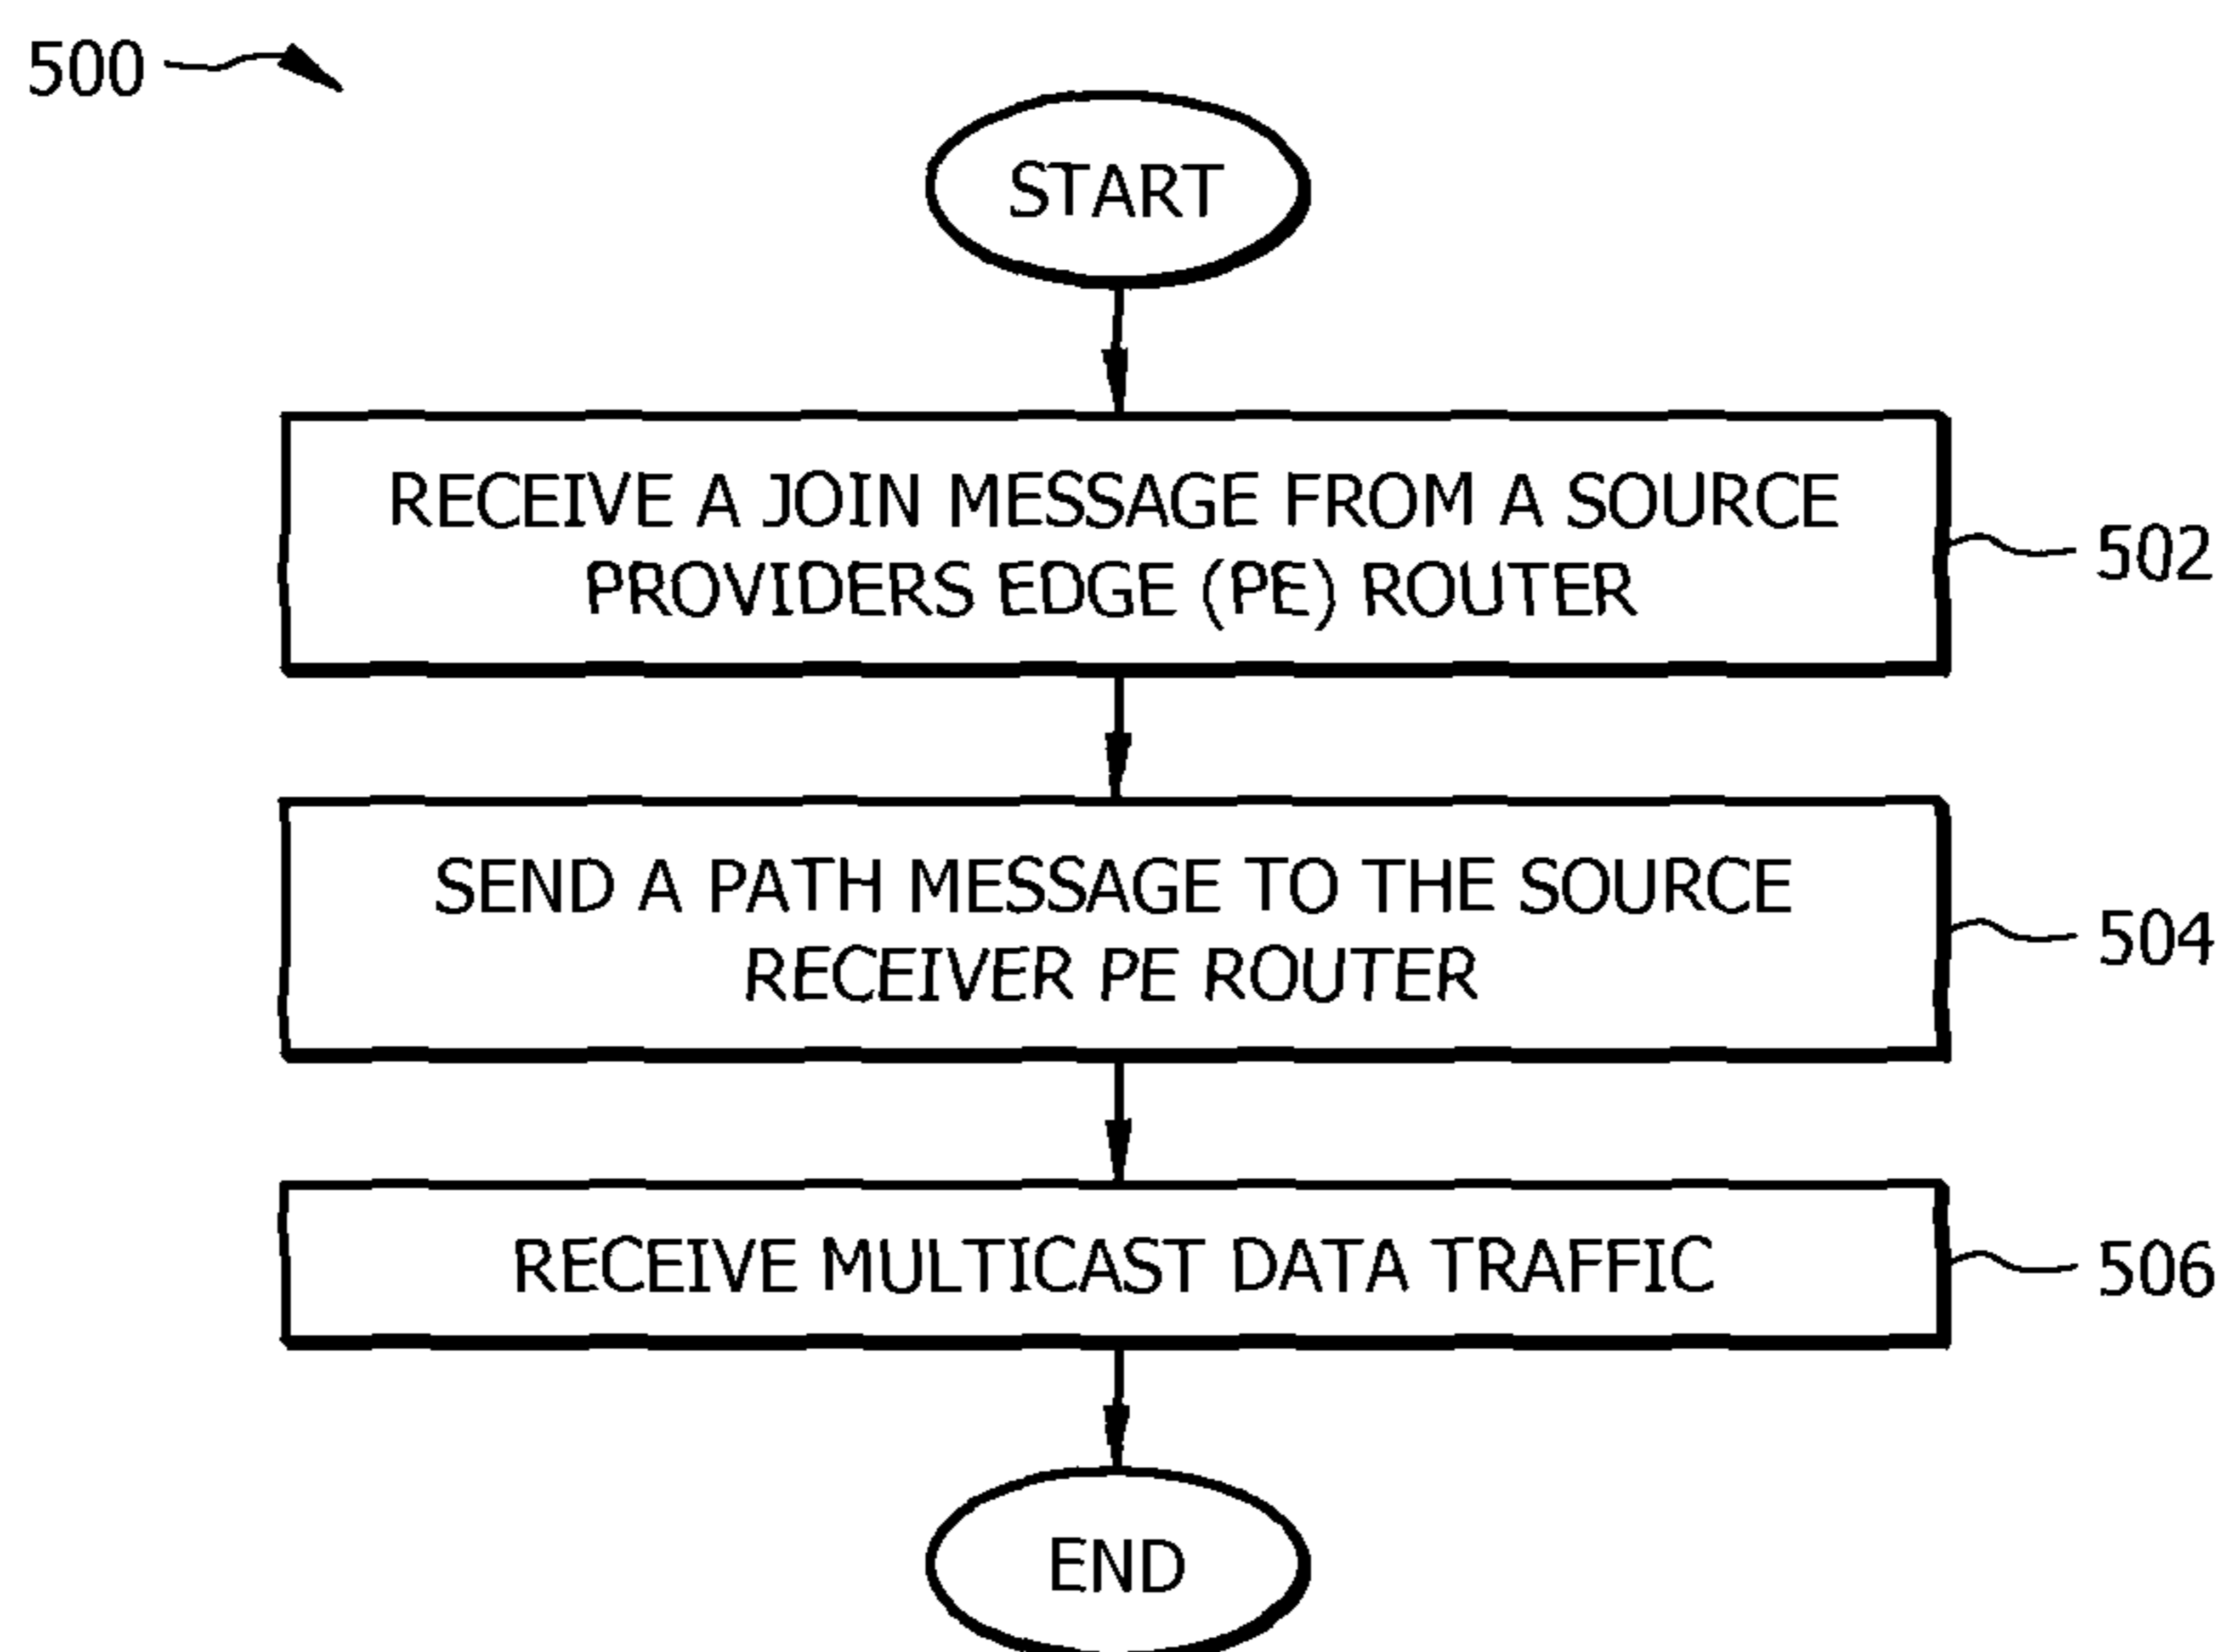 500
START
RECEIVE A JOIN MESSAGE FROM A SOURCE
PROVIDERS EDGE (PE) ROUTER
502
SEND A PATH MESSAGE TO THE SOURCE
RECEIVER PE ROUTER
504
RECEIVE MULTICAST DATA TRAFFIC
506
END